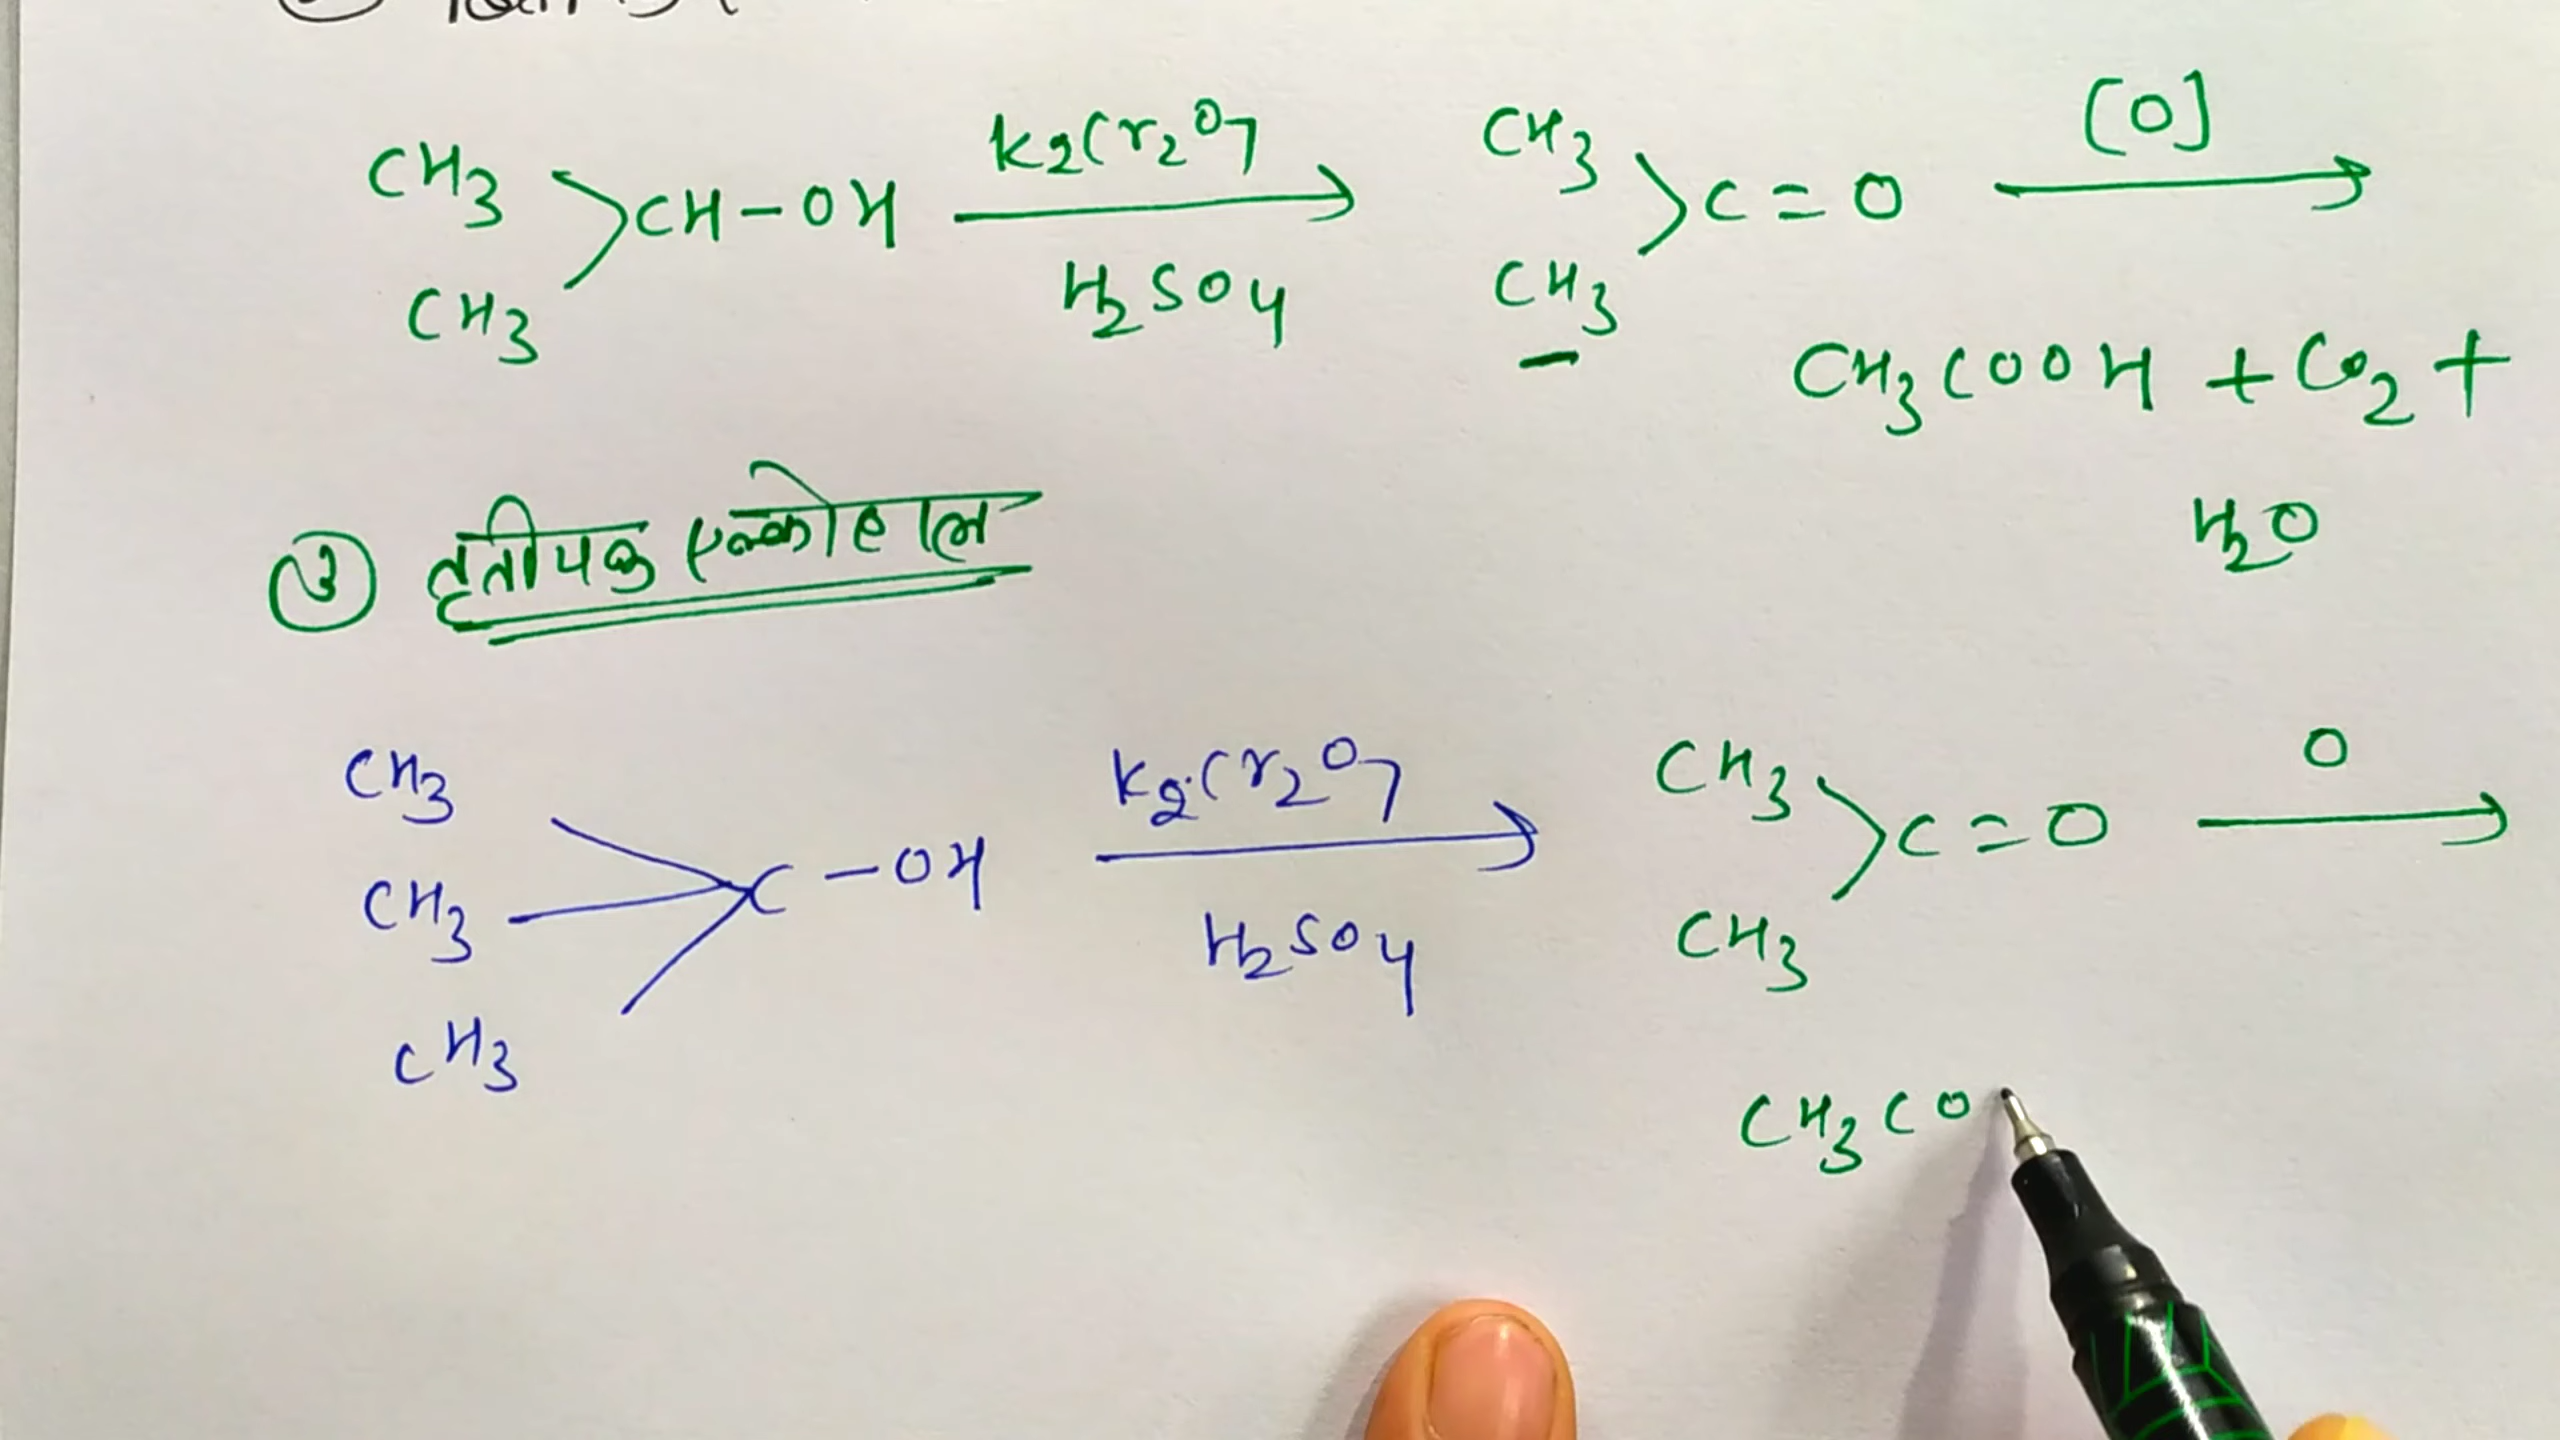 CH3 CH3 >CH-OH K2Cr2O7 H2SO4 → CH3 CH3 >C=O [O] →
CH3COOH + CO2 +
H2O
③ तृतीयक एल्कोहाल
CH3 CH3 CH3 C-OH K2Cr2O7 H2SO4 → CH3 CH3 >C=O O →
CH3CO